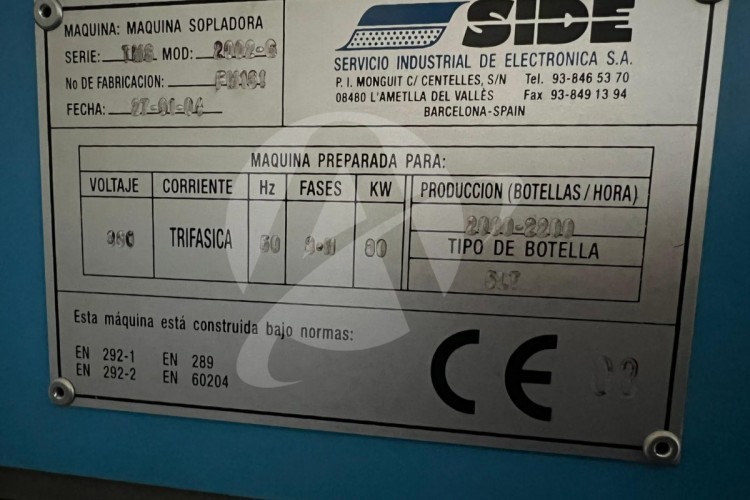 MAQUINA: MAQUINA SOPLADORA
SIDE
SERIE: TMS MOD: 2002-6
SERVICIO INDUSTRIAL DE ELECTRONICA S.A.
No DE FABRICACION:
P. I. MONGUIT C/ CENTELLES, S/N Tel. 93-846 53 70
FECHA:
08480 L'AMETLLA DEL VALLÈS Fax 93-849 13 94
BARCELONA-SPAIN
MAQUINA PREPARADA PARA:
VOLTAJE CORRIENTE Hz FASES KW PRODUCCION (BOTELLAS/HORA)
TRIFASICA
TIPO DE BOTELLA
Esta máquina está construida bajo normas:
EN 292-1 EN 289
EN 292-2 EN 60204
CE